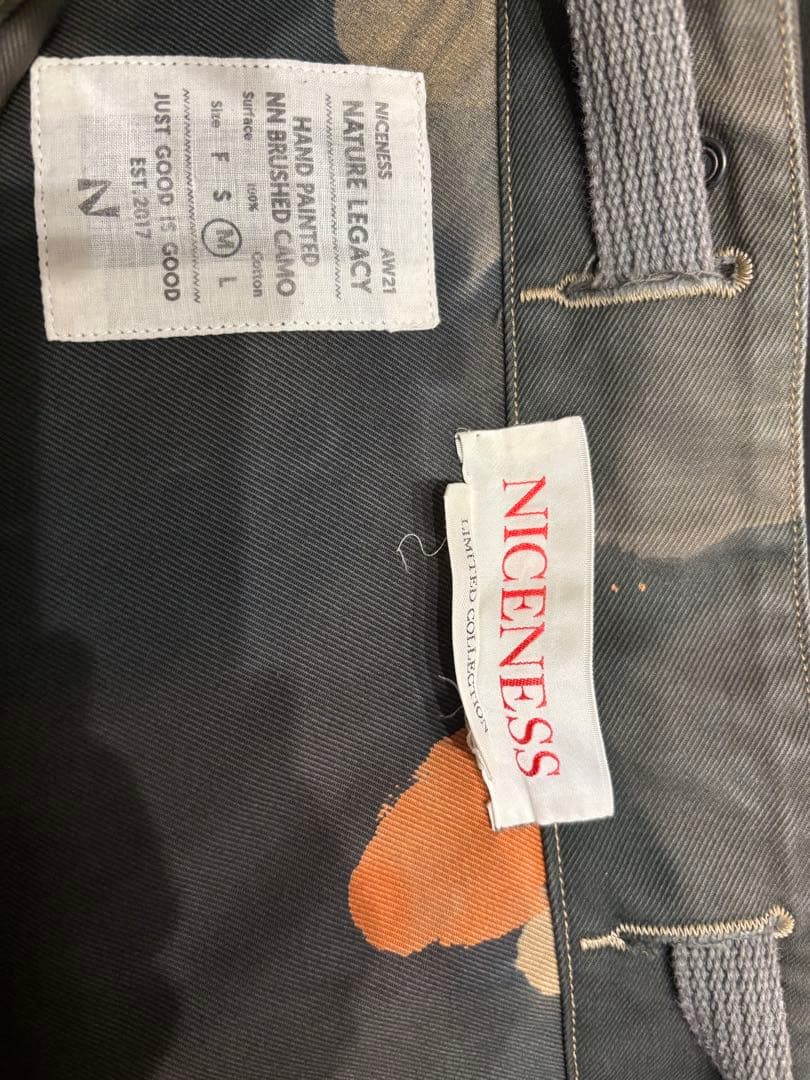 NICENESS AW21
NATURE LEGACY
HAND PAINTED
NN BRUSHED CAMO
Surface 100% Cotton
Size F S M L
JUST GOOD IS GOOD
EST.2017
N
NICENESS
LIMITED COLLECTION